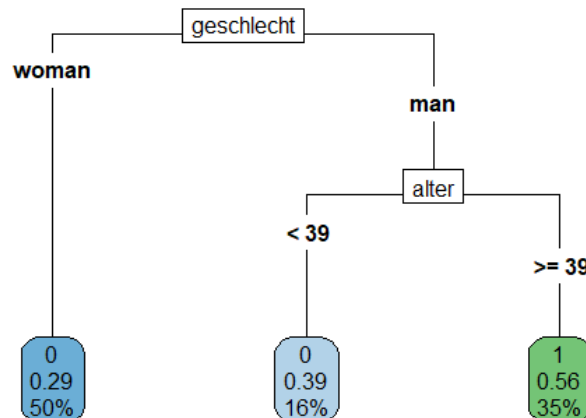 geschlecht
woman
man
alter
< 39
>= 39
0
0.29
50%
0
0.39
16%
1
0.56
35%